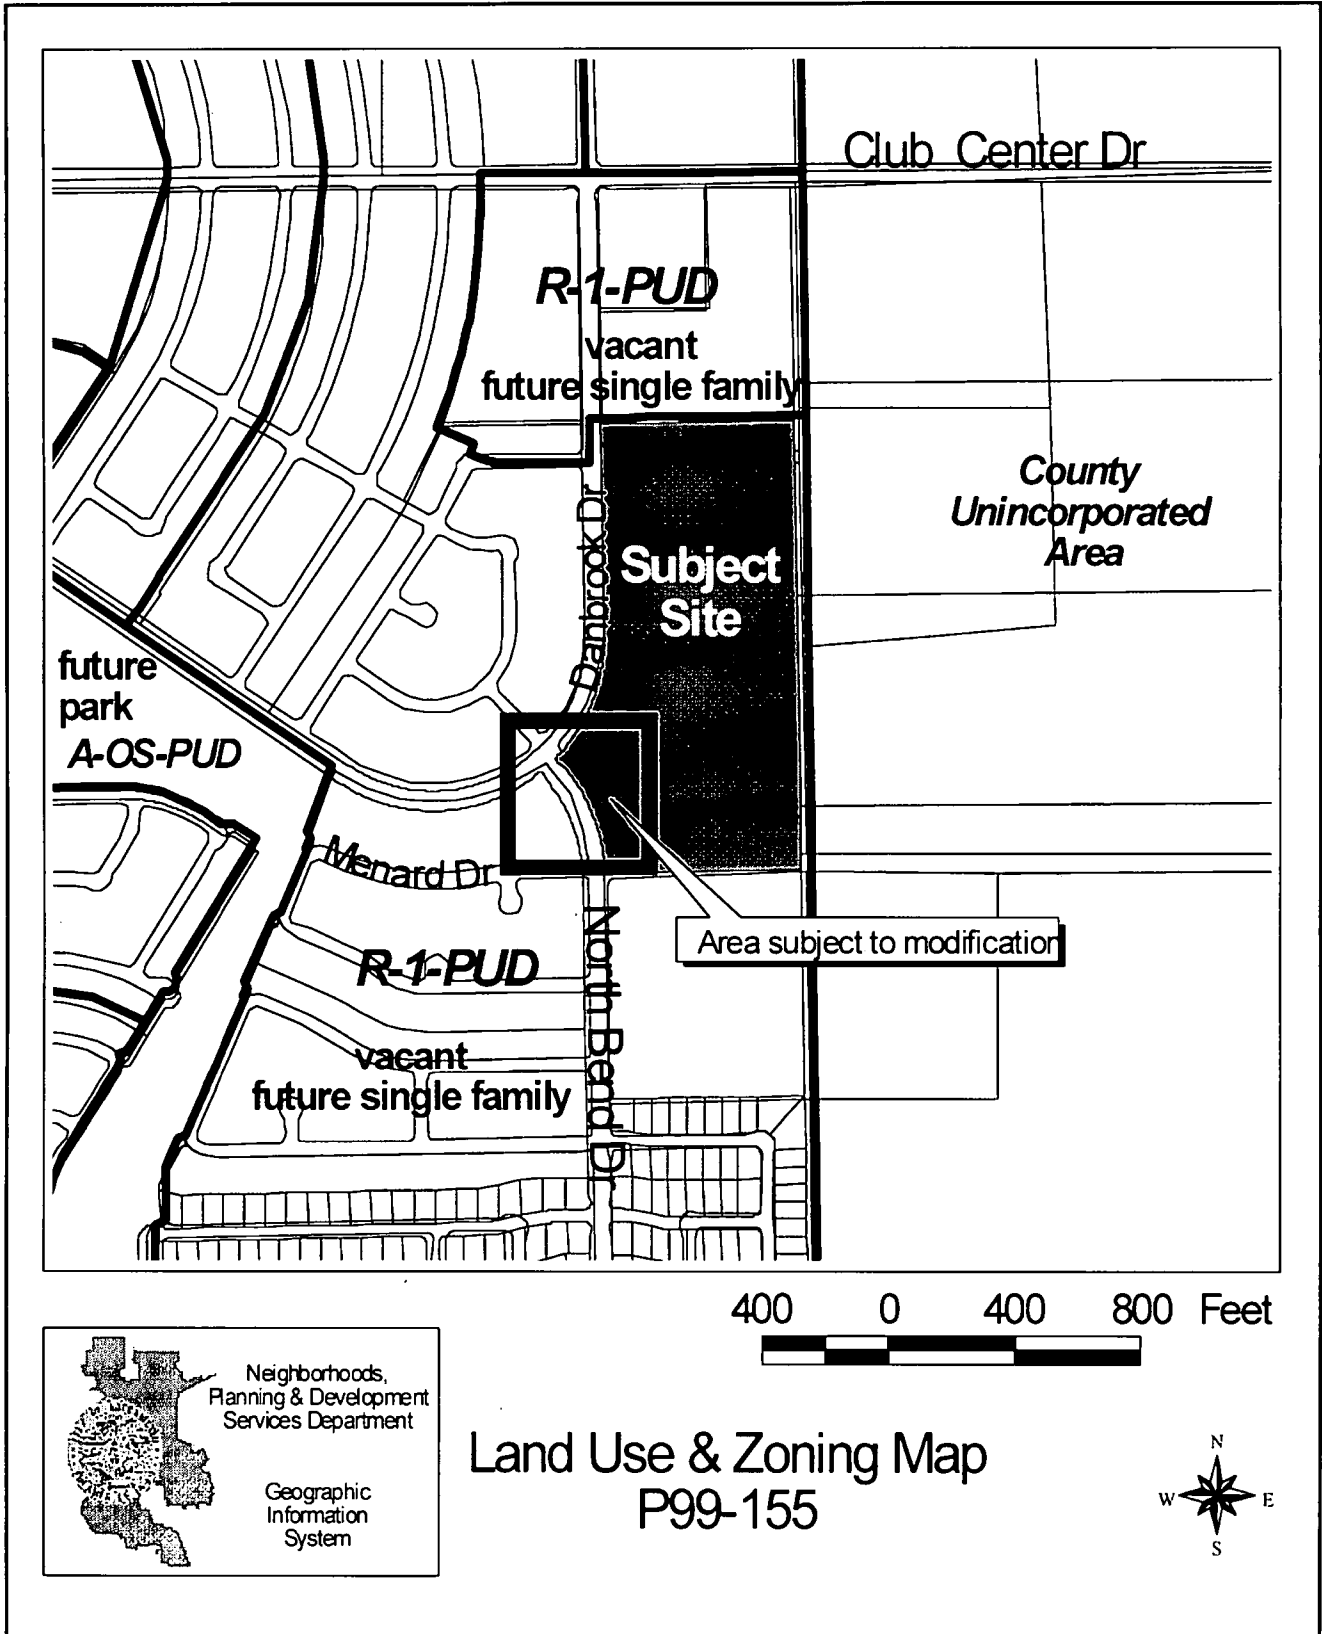 Club Center Dr
R-1-PUD
vacant
future single family
County
Unincorporated
Area
Danbrook Dr
Subject
Site
future
park
A-OS-PUD
Menard Dr
Area subject to modification
North Bend Dr
R-1-PUD
vacant
future single family
400 0 400 800 Feet
Neighborhoods,
Planning & Development
Services Department
Geographic
Information
System
Land Use & Zoning Map
P99-155
N
W E
S